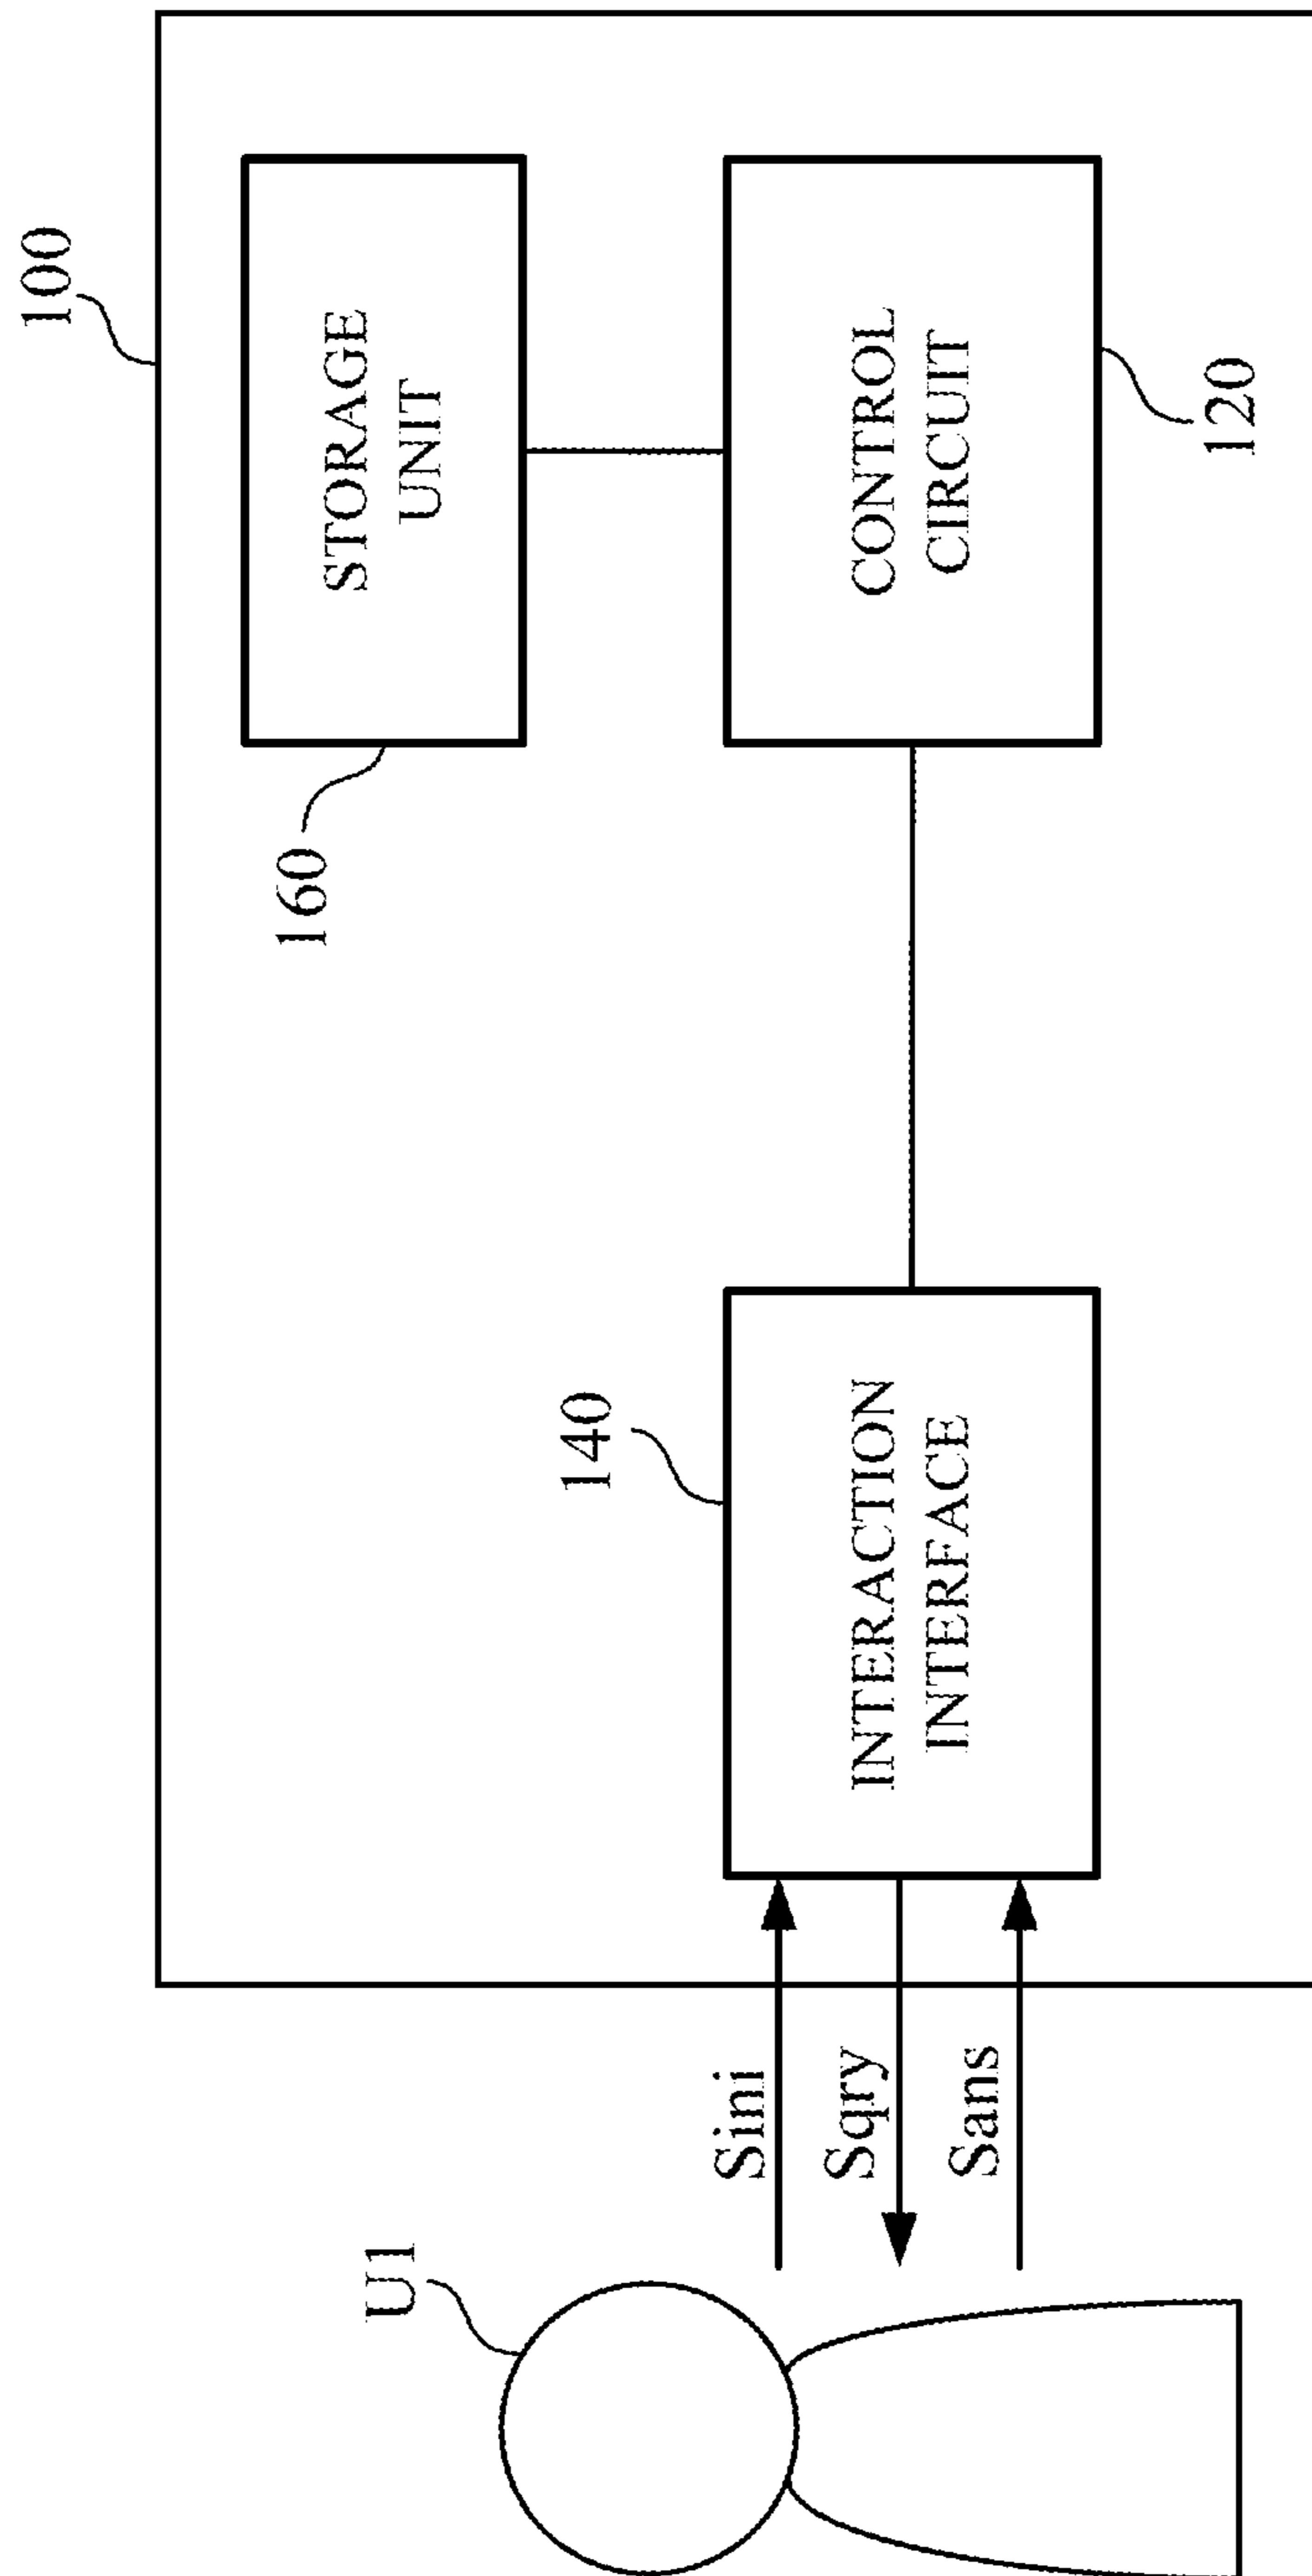 100
STORAGE
UNIT
160
CONTROL
CIRCUIT
120
140
INTERACTION
INTERFACE
U1
Sini
Sqry
Sans